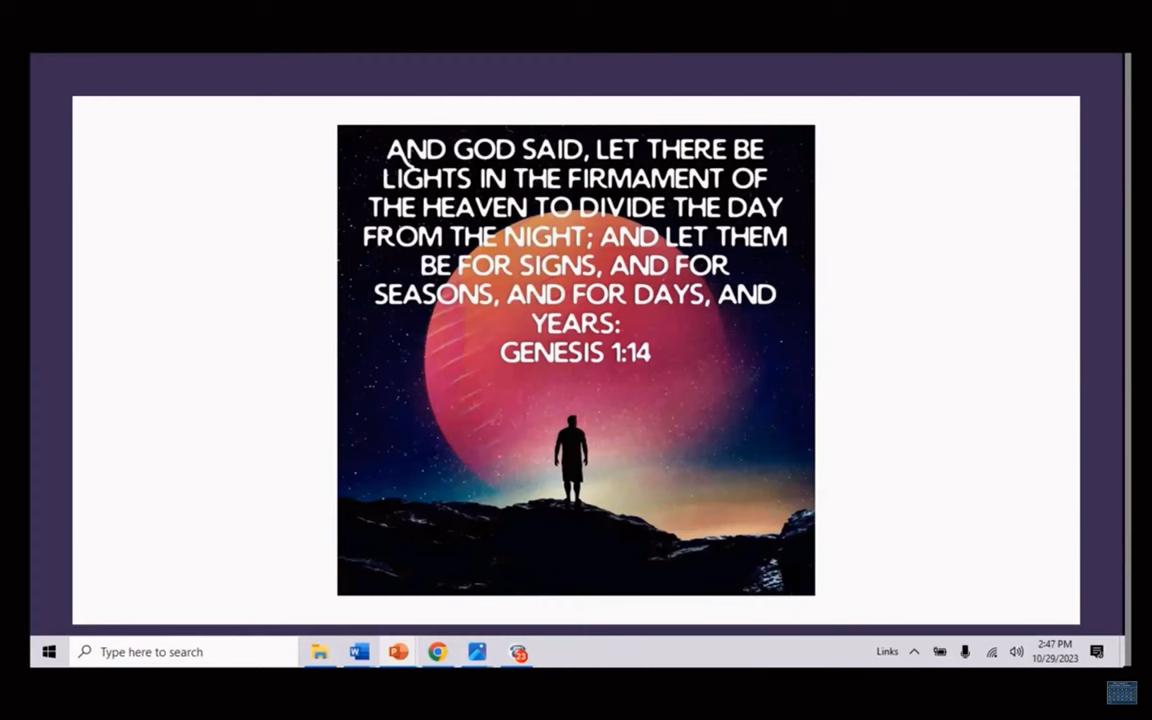 AND GOD SAID, LET THERE BE
LIGHTS IN THE FIRMAMENT OF
THE HEAVEN TO DIVIDE THE DAY
FROM THE NIGHT; AND LET THEM
BE FOR SIGNS, AND FOR
SEASONS, AND FOR DAYS, AND
YEARS:
GENESIS 1:14
Type here to search
23
Links
2:47 PM
10/29/2023